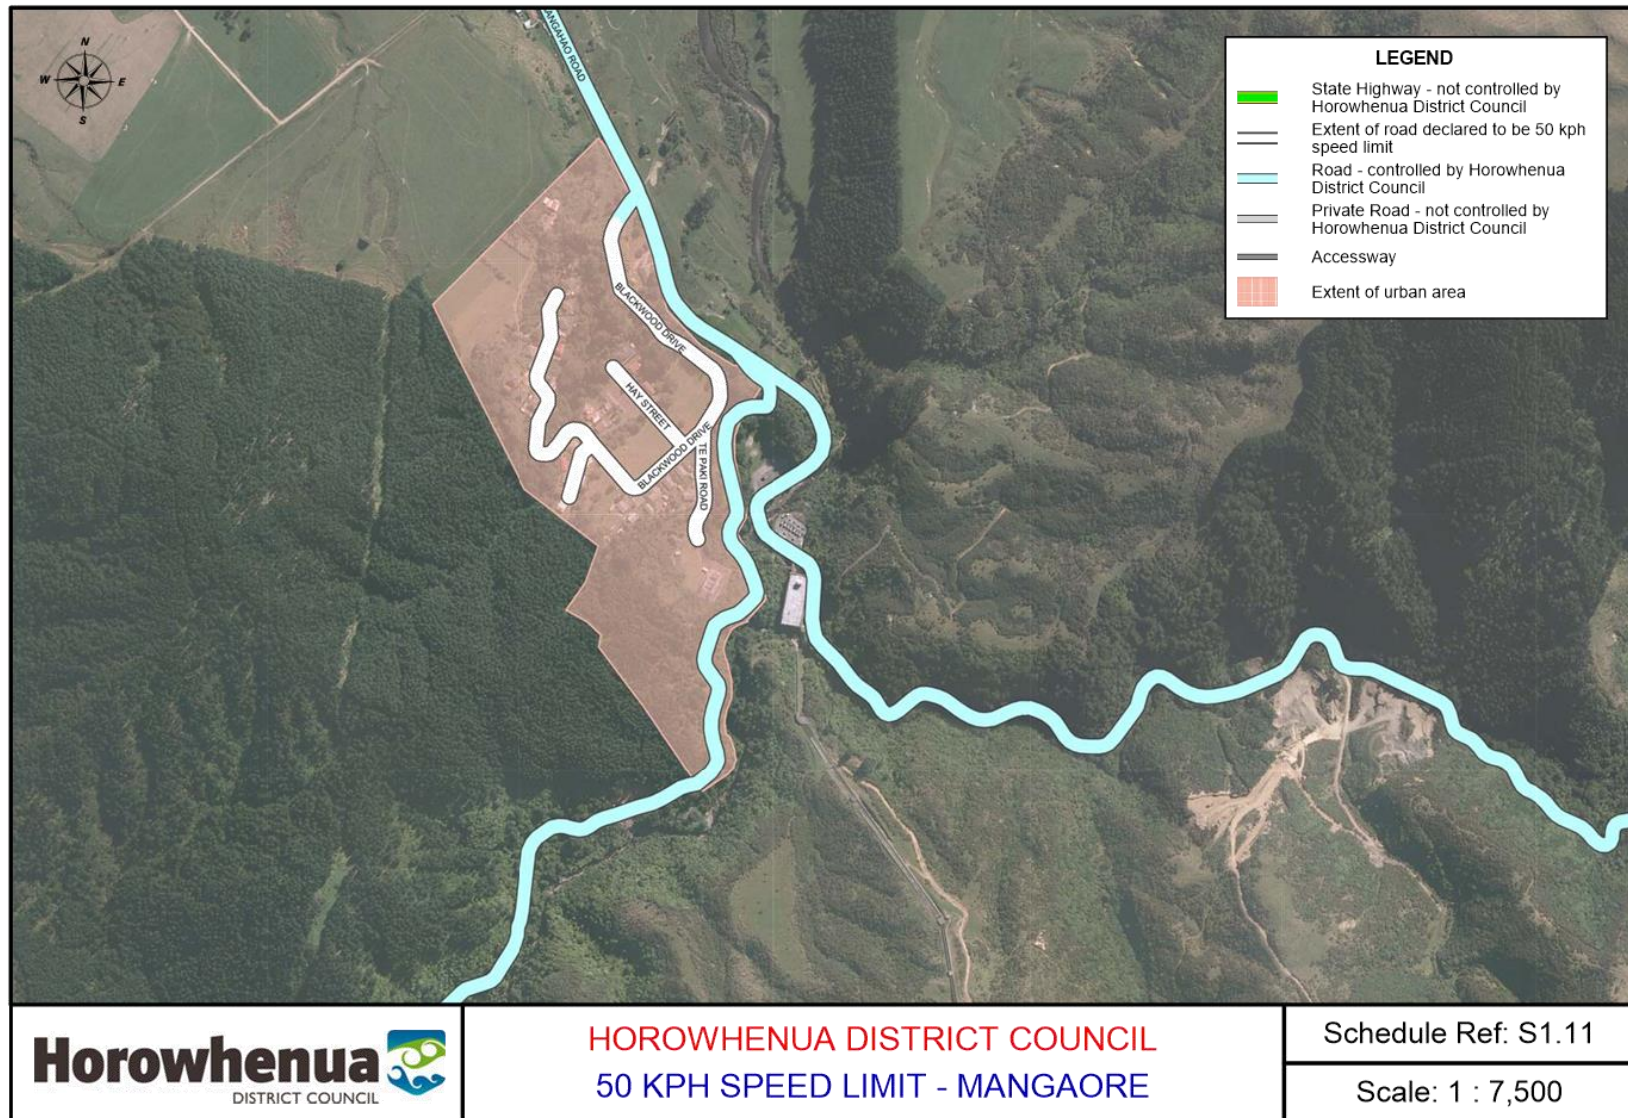 N
W
E
S
ANGAHAO ROAD
BLACKWOOD DRIVE
HAY STREET
BLACKWOOD DRIVE
TE PAKI ROAD
LEGEND
State Highway - not controlled by
Horowhenua District Council
Extent of road declared to be 50 kph
speed limit
Road - controlled by Horowhenua
District Council
Private Road - not controlled by
Horowhenua District Council
Accessway
Extent of urban area
Horowhenua
DISTRICT COUNCIL
HOROWHENUA DISTRICT COUNCIL
50 KPH SPEED LIMIT - MANGAORE
Schedule Ref: S1.11
Scale: 1 : 7,500